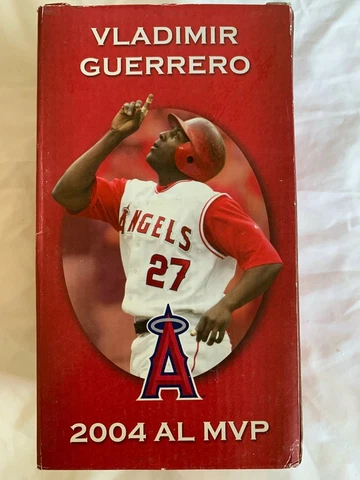 VLADIMIR
GUERRERO
ANGELS
27
A
2004 AL MVP